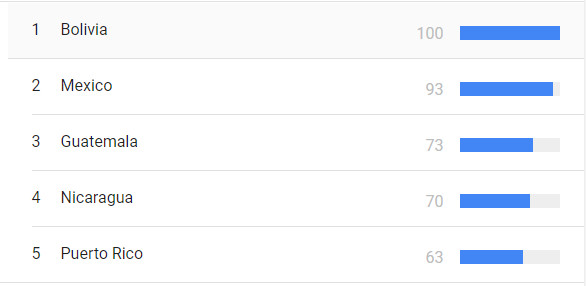 1 Bolivia 100
2 Mexico 93
3 Guatemala 73
4 Nicaragua 70
5 Puerto Rico 63